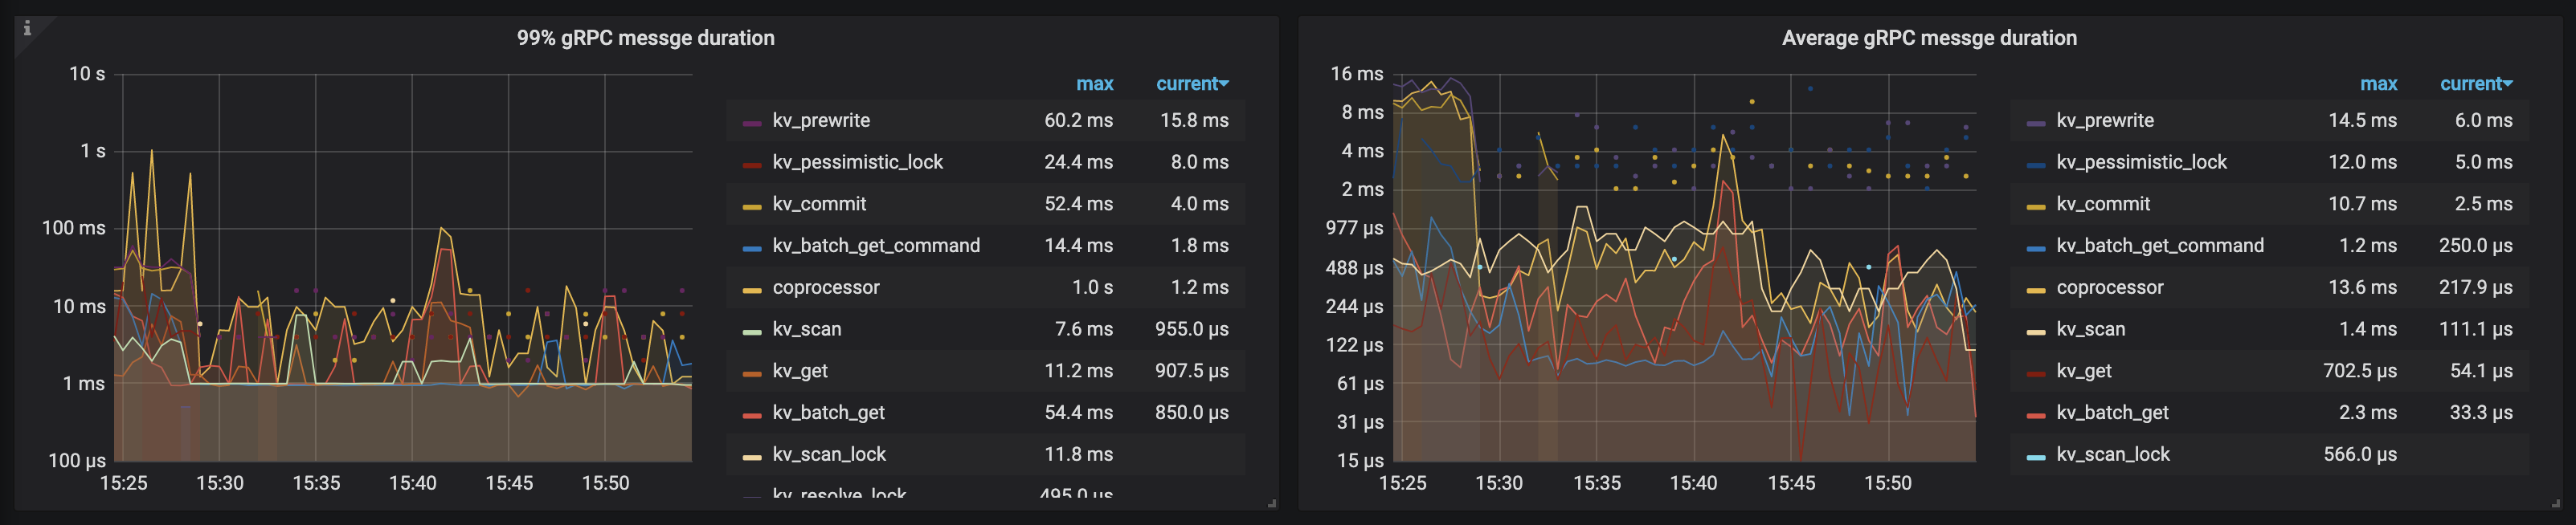 i
99% gRPC messge duration
10 s
1 s
100 ms
10 ms
1 ms
100 µs
15:25 15:30 15:35 15:40 15:45 15:50
max current
kv_prewrite 60.2 ms 15.8 ms
kv_pessimistic_lock 24.4 ms 8.0 ms
kv_commit 52.4 ms 4.0 ms
kv_batch_get_command 14.4 ms 1.8 ms
coprocessor 1.0 s 1.2 ms
kv_scan 7.6 ms 955.0 µs
kv_get 11.2 ms 907.5 µs
kv_batch_get 54.4 ms 850.0 µs
kv_scan_lock 11.8 ms
kv_resolve_lock 495.0 µs
Average gRPC messge duration
16 ms
8 ms
4 ms
2 ms
977 µs
488 µs
244 µs
122 µs
61 µs
31 µs
15 µs
15:25 15:30 15:35 15:40 15:45 15:50
max current
kv_prewrite 14.5 ms 6.0 ms
kv_pessimistic_lock 12.0 ms 5.0 ms
kv_commit 10.7 ms 2.5 ms
kv_batch_get_command 1.2 ms 250.0 µs
coprocessor 13.6 ms 217.9 µs
kv_scan 1.4 ms 111.1 µs
kv_get 702.5 µs 54.1 µs
kv_batch_get 2.3 ms 33.3 µs
kv_scan_lock 566.0 µs